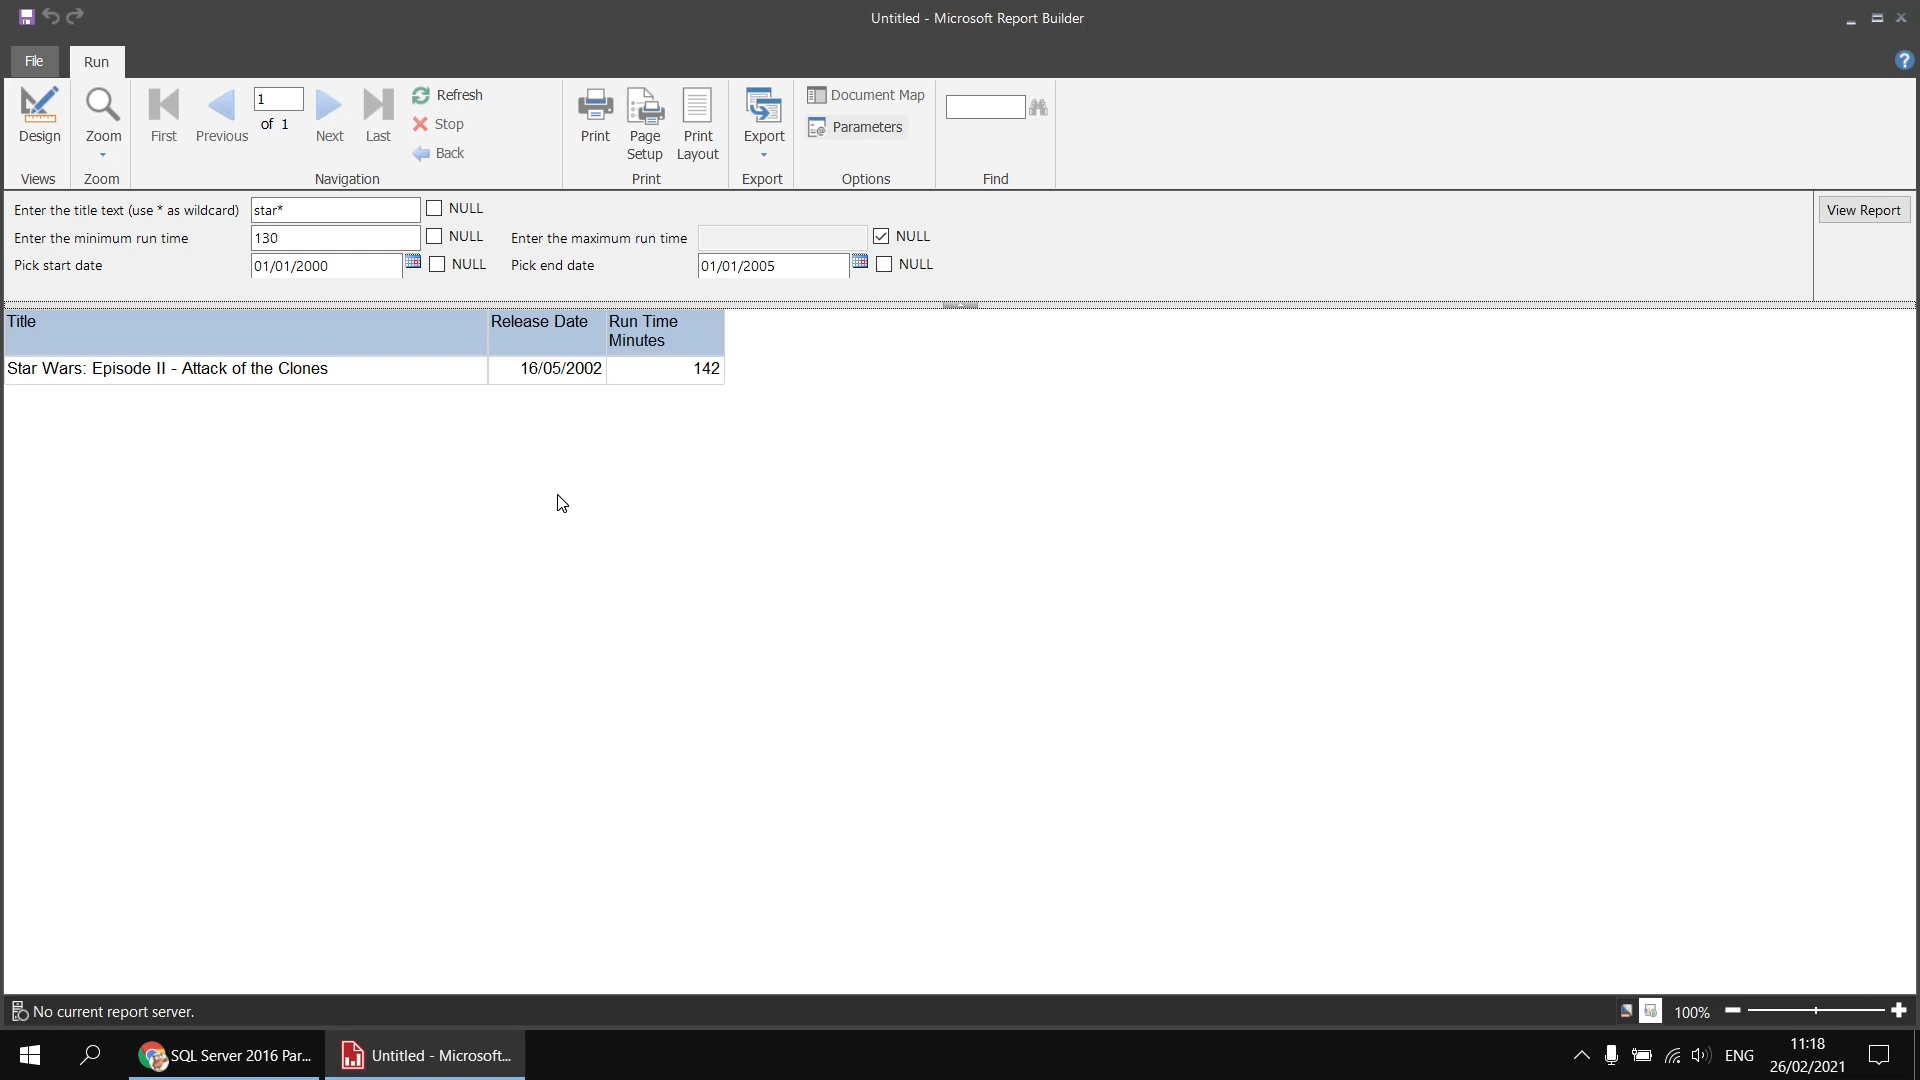 Untitled - Microsoft Report Builder
File
Run
?
Design
Zoom
First
Previous
1
of 1
Next
Last
Refresh
Stop
Back
Print
Page Setup
Print Layout
Export
Document Map
Parameters
Views
Zoom
Navigation
Print
Export
Options
Find
Enter the title text (use * as wildcard)
star*
NULL
View Report
Enter the minimum run time
130
NULL
Enter the maximum run time
NULL
Pick start date
01/01/2000
NULL
Pick end date
01/01/2005
NULL
Title
Release Date
Run Time
Minutes
Star Wars: Episode II - Attack of the Clones
16/05/2002
142
No current report server.
100%
SQL Server 2016 Par...
Untitled - Microsoft...
ENG
11:18
26/02/2021